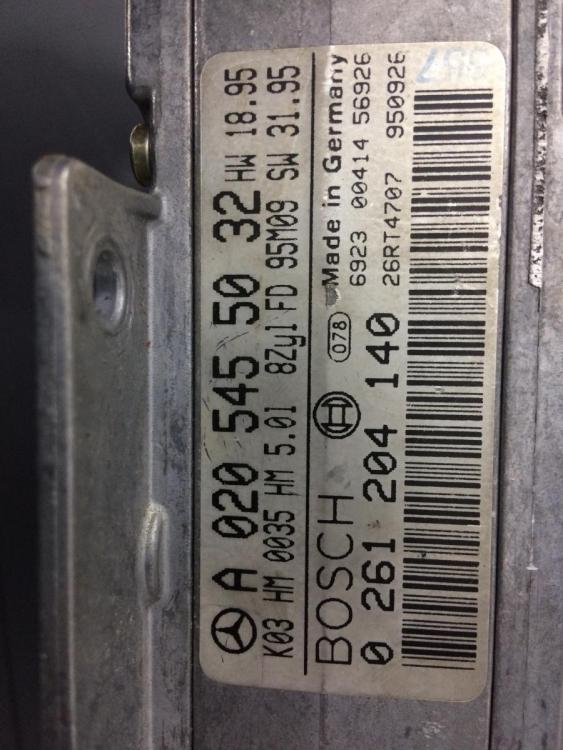 A 020 545 50 32 HW 18.95
K03 HM 0035 HM 5.0l 8Zyl FD 95M09 SW 31.95
BOSCH 078 Made in Germany
6923 00414 56926
0 261 204 140 26RT4707 950926